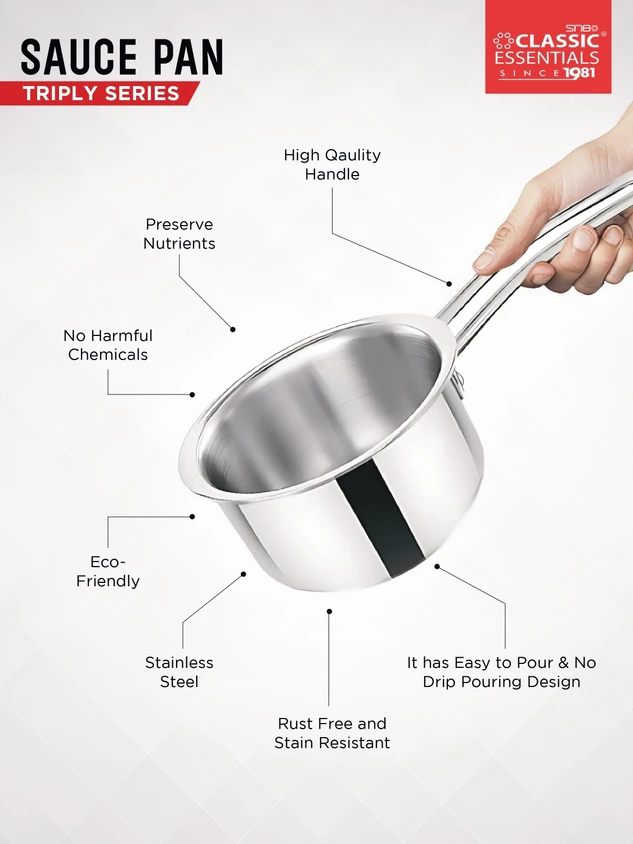 SAUCE PAN
TRIPLY SERIES
SNB
CLASSIC®
ESSENTIALS
SINCE 1981
High Qaulity
Handle
Preserve
Nutrients
No Harmful
Chemicals
Eco-
Friendly
Stainless
Steel
It has Easy to Pour & No
Drip Pouring Design
Rust Free and
Stain Resistant